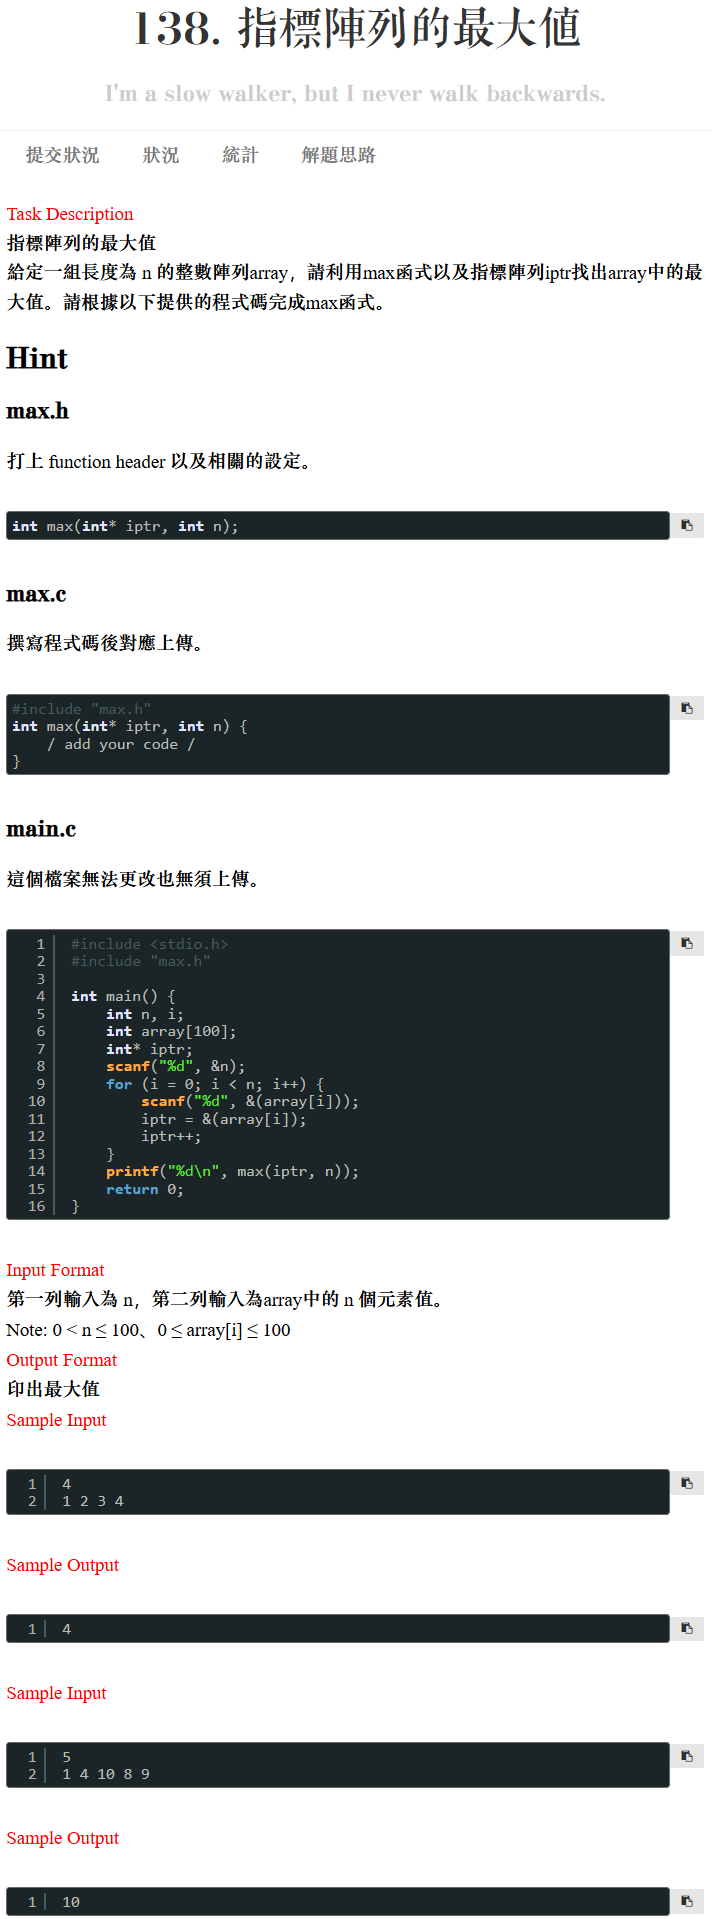 138. 指標陣列的最大值
I'm a slow walker, but I never walk backwards.
提交狀況 狀況 統計 解題思路
Task Description
指標陣列的最大值
給定一組長度為 n 的整數陣列array，請利用max函式以及指標陣列iptr找出array中的最
大值。請根據以下提供的程式碼完成max函式。
Hint
max.h
打上 function header 以及相關的設定。
int max(int* iptr, int n);
max.c
撰寫程式碼後對應上傳。
#include "max.h"
int max(int* iptr, int n) {
    / add your code /
}
main.c
這個檔案無法更改也無須上傳。
1 #include <stdio.h>
2 #include "max.h"
3
4 int main() {
5     int n, i;
6     int array[100];
7     int* iptr;
8     scanf("%d", &n);
9     for (i = 0; i < n; i++) {
10         scanf("%d", &(array[i]));
11         iptr = &(array[i]);
12         iptr++;
13     }
14     printf("%d\n", max(iptr, n));
15     return 0;
16 }
Input Format
第一列輸入為 n，第二列輸入為array中的 n 個元素值。
Note: 0 < n ≤ 100、0 ≤ array[i] ≤ 100
Output Format
印出最大值
Sample Input
1 4
2 1 2 3 4
Sample Output
1 4
Sample Input
1 5
2 1 4 10 8 9
Sample Output
1 10